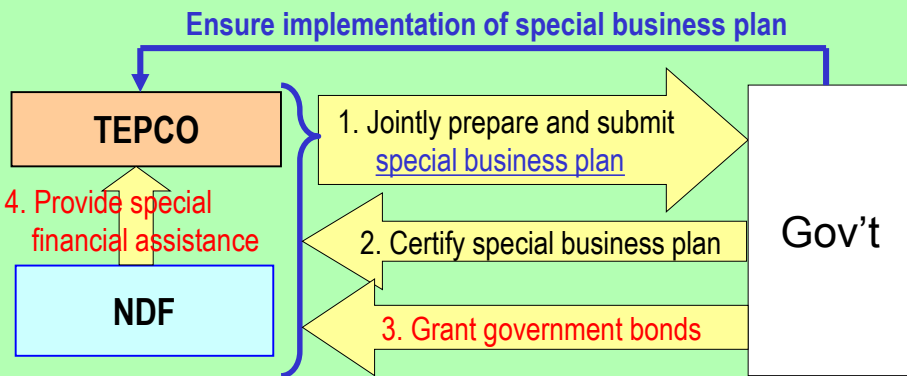 Ensure implementation of special business plan
TEPCO
1. Jointly prepare and submit
special business plan
4. Provide special
financial assistance
2. Certify special business plan
Gov’t
NDF
3. Grant government bonds